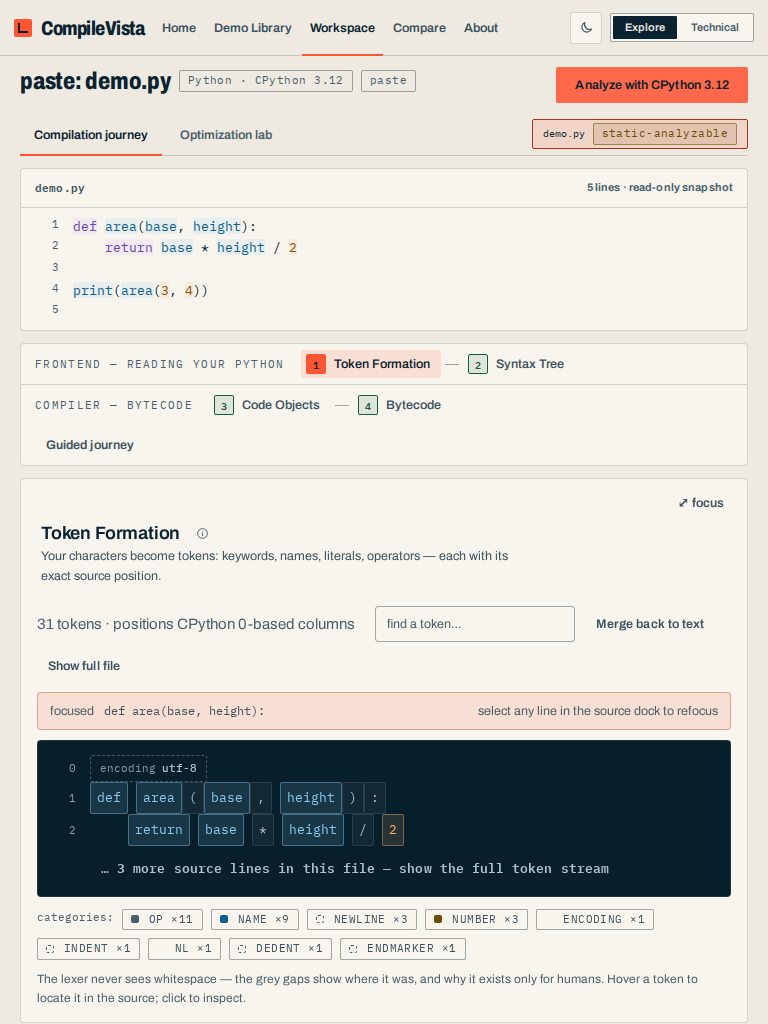 CompileVista Home Demo Library Workspace Compare About Explore Technical
paste: demo.py Python · CPython 3.12 paste Analyze with CPython 3.12
Compilation journey Optimization lab demo.py static-analyzable
demo.py 5 lines · read-only snapshot
1 def area(base, height):
2 return base * height / 2
3
4 print(area(3, 4))
5
FRONTEND — READING YOUR PYTHON 1 Token Formation — 2 Syntax Tree
COMPILER — BYTECODE 3 Code Objects — 4 Bytecode
Guided journey
⤢ focus
Token Formation ⓘ
Your characters become tokens: keywords, names, literals, operators — each with its
exact source position.
31 tokens · positions CPython 0-based columns find a token… Merge back to text
Show full file
focused def area(base, height): select any line in the source dock to refocus
0 encoding utf-8
1 def area ( base , height ) :
2 return base * height / 2
… 3 more source lines in this file — show the full token stream
categories: OP ×11 NAME ×9 NEWLINE ×3 NUMBER ×3 ENCODING ×1
INDENT ×1 NL ×1 DEDENT ×1 ENDMARKER ×1
The lexer never sees whitespace — the grey gaps show where it was, and why it exists only for humans. Hover a token to
locate it in the source; click to inspect.